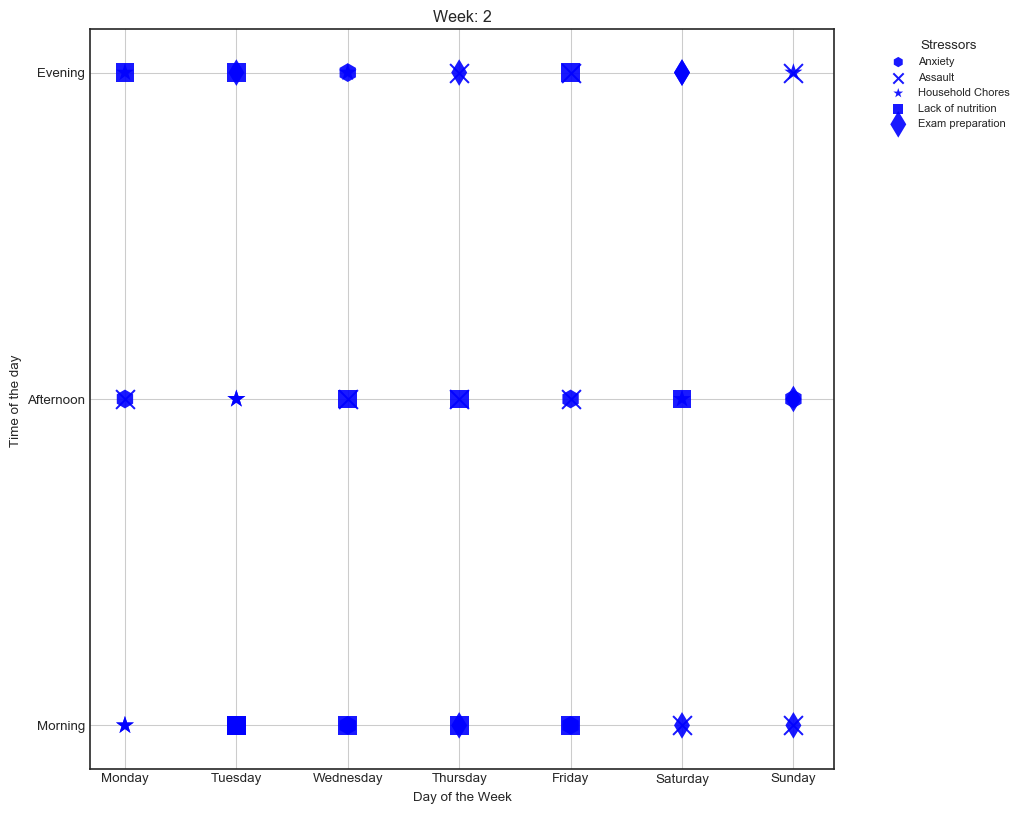 Week: 2
Stressors
Anxiety
Assault
Household Chores
Lack of nutrition
Exam preparation
Time of the day
Evening
Afternoon
Morning
Monday Tuesday Wednesday Thursday Friday Saturday Sunday
Day of the Week